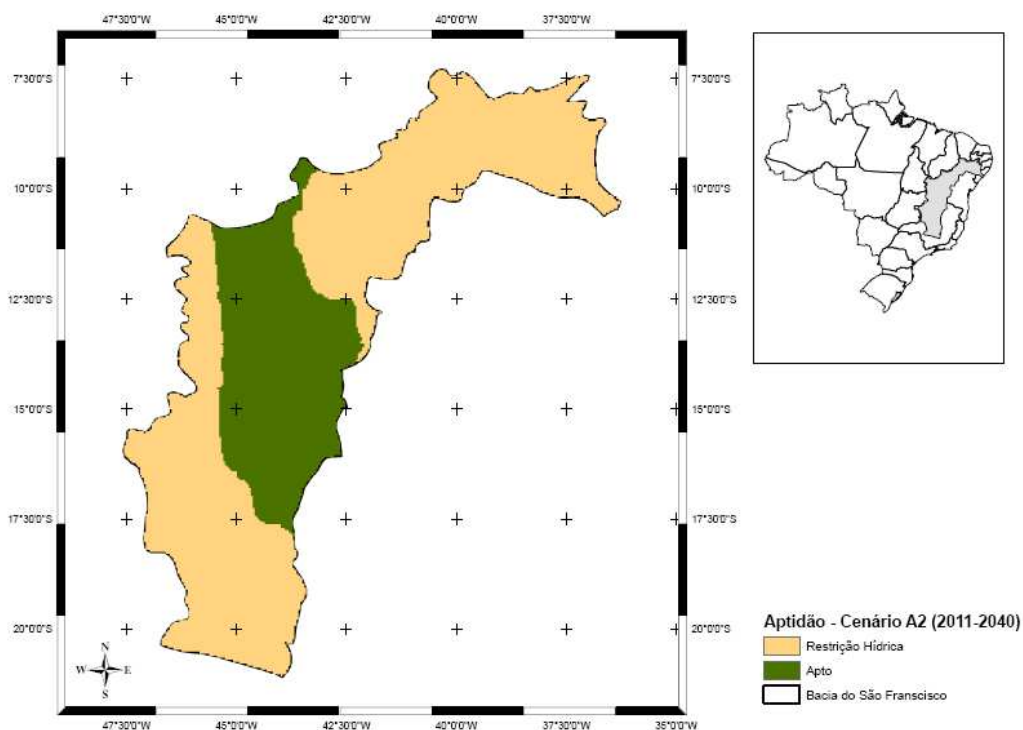 47°30'0"W 45°0'0"W 42°30'0"W 40°0'0"W 37°30'0"W
7°30'0"S 7°30'0"S
10°0'0"S 10°0'0"S
12°30'0"S 12°30'0"S
15°0'0"S 15°0'0"S
17°30'0"S 17°30'0"S
20°0'0"S 20°0'0"S
N
W E
S
47°30'0"W 45°0'0"W 42°30'0"W 40°0'0"W 37°30'0"W 35°0'0"W
Aptidão - Cenário A2 (2011-2040)
Restrição Hídrica
Apto
Bacia do São Franscisco